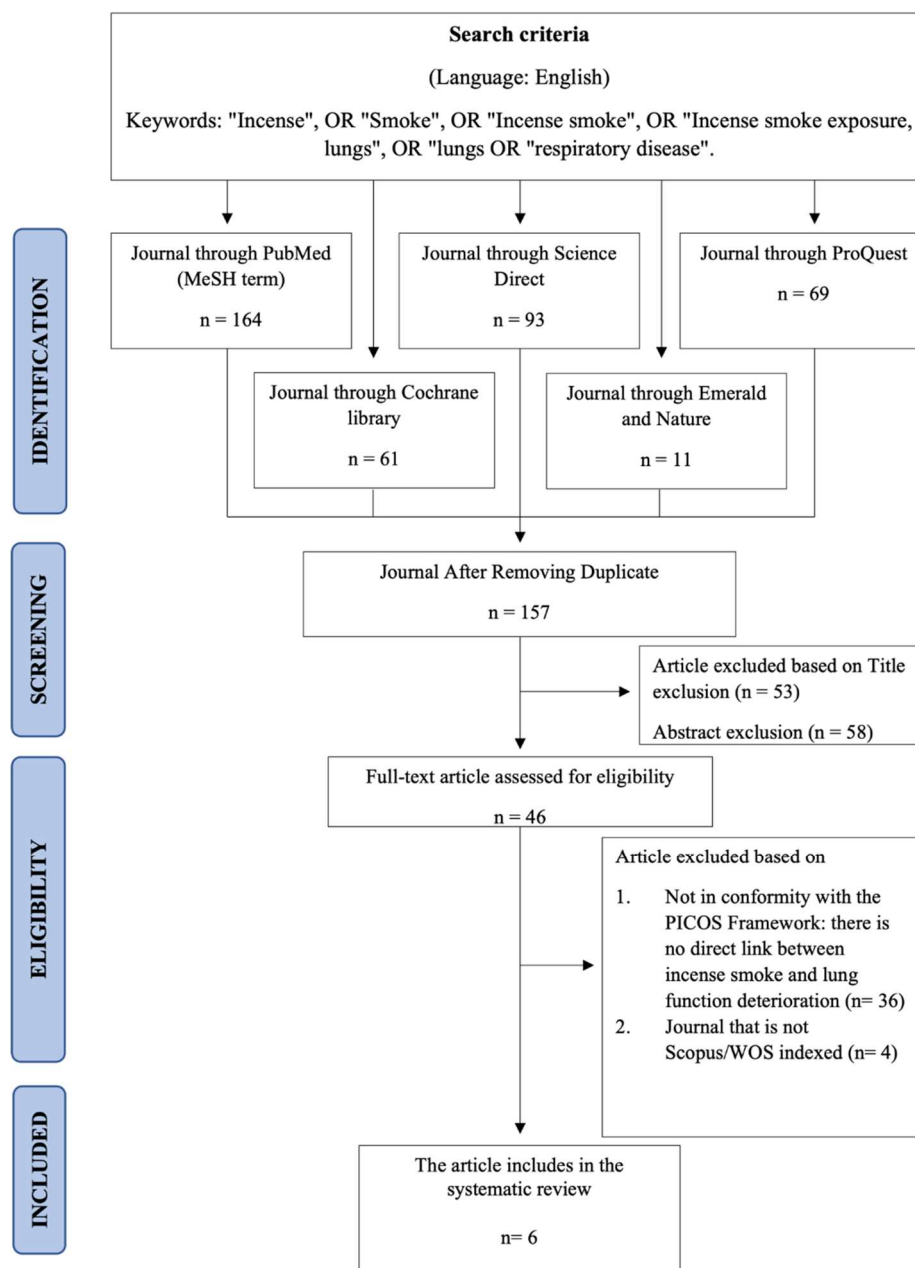 Search criteria
(Language: English)
Keywords: "Incense", OR "Smoke", OR "Incense smoke", OR "Incense smoke exposure,
lungs", OR "lungs OR "respiratory disease".
IDENTIFICATION
Journal through PubMed
(MeSH term)
n = 164
Journal through Science
Direct
n = 93
Journal through ProQuest
n = 69
Journal through Cochrane
library
n = 61
Journal through Emerald
and Nature
n = 11
SCREENING
Journal After Removing Duplicate
n = 157
Article excluded based on Title
exclusion (n = 53)
Abstract exclusion (n = 58)
ELIGIBILITY
Full-text article assessed for eligibility
n = 46
Article excluded based on
1. Not in conformity with the
PICOS Framework: there is
no direct link between
incense smoke and lung
function deterioration (n= 36)
2. Journal that is not
Scopus/WOS indexed (n= 4)
INCLUDED
The article includes in the
systematic review
n= 6